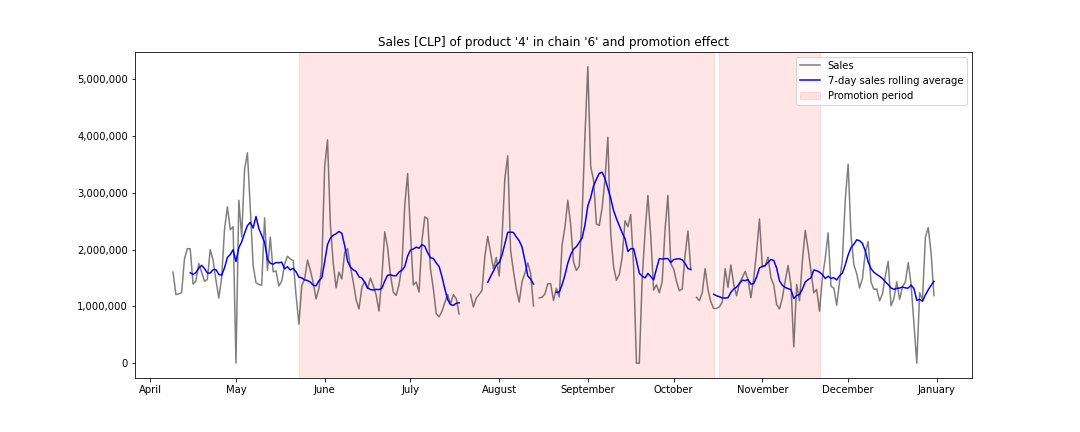 Sales [CLP] of product '4' in chain '6' and promotion effect
Sales
7-day sales rolling average
Promotion period
5,000,000
4,000,000
3,000,000
2,000,000
1,000,000
0
April May June July August September October November December January